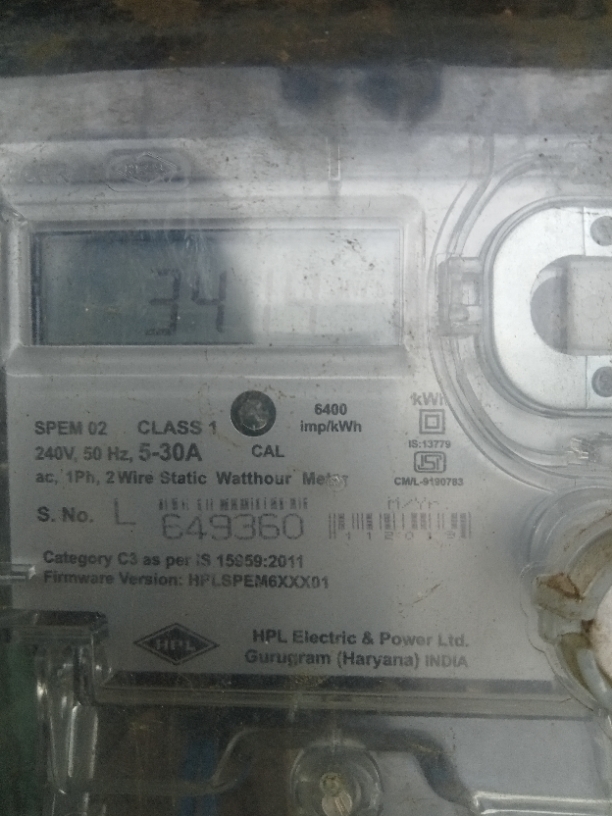 34
6400
imp/kWh
kWh
SPEM 02 CLASS 1
240V, 50 Hz, 5-30A
CAL
IS:13779
ac, 1Ph, 2 Wire Static Watthour Meter
CM/L-9190783
M/Yr.
S. No. L 649360
112019
Category C3 as per IS 15959:2011
Firmware Version: HPLSPEM6XXX01
HPL
HPL Electric & Power Ltd.
Gurugram (Haryana) INDIA